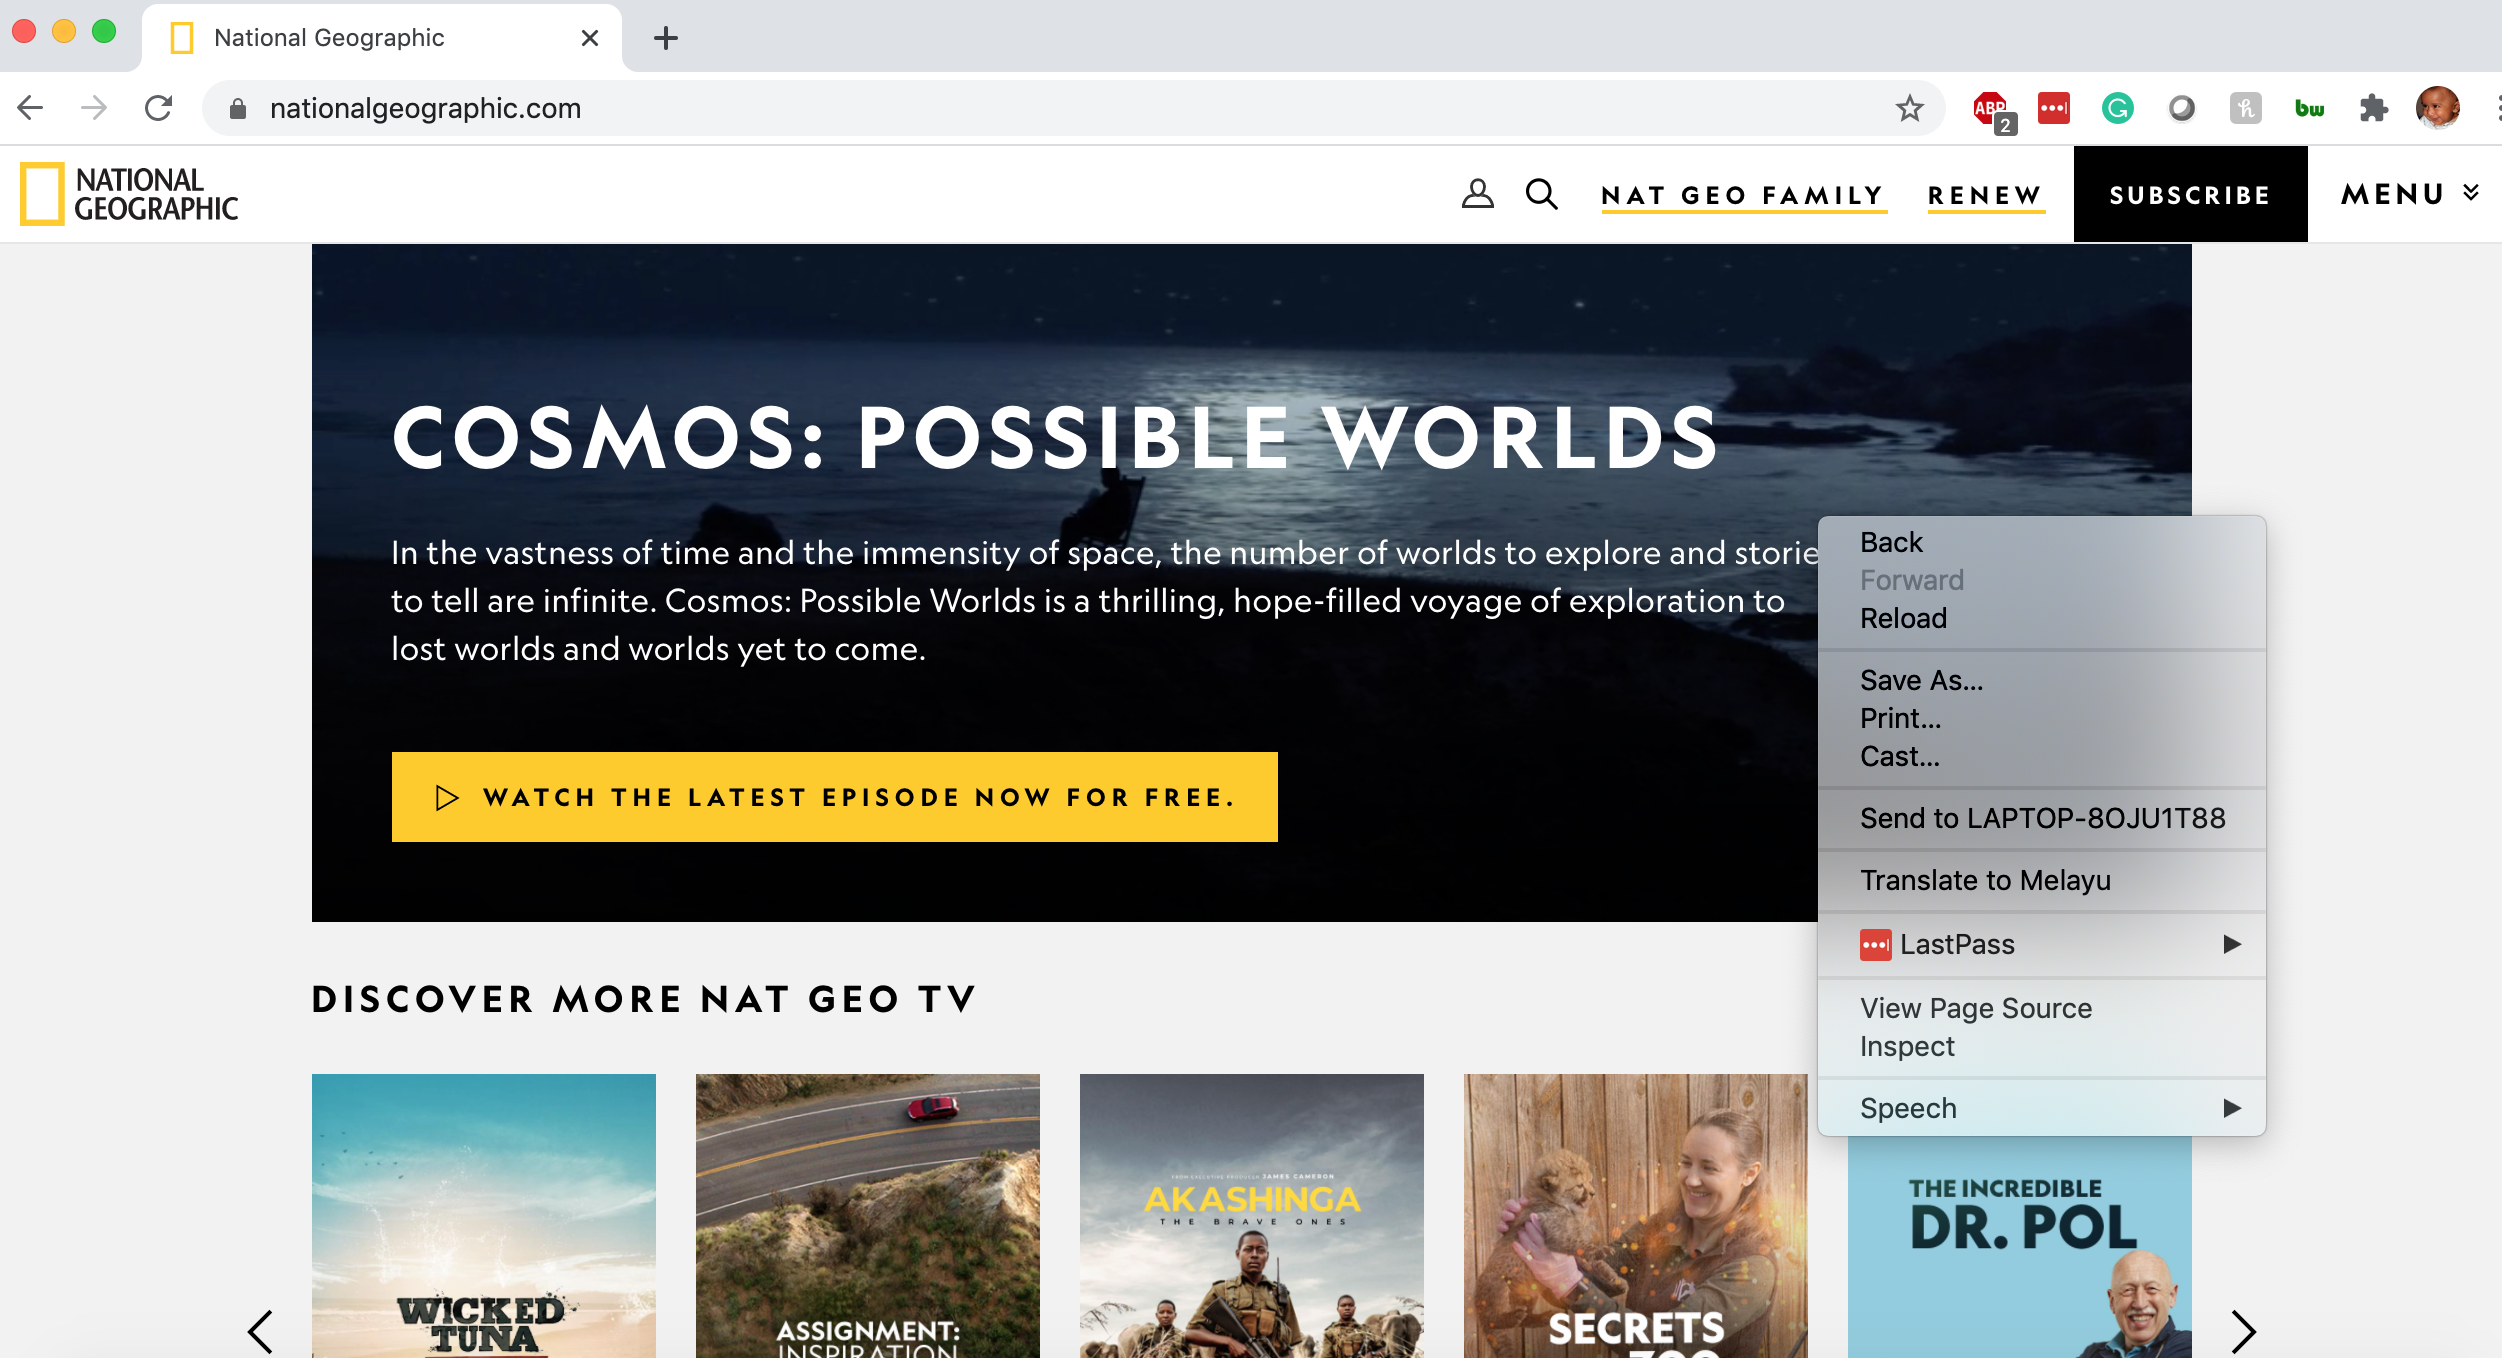 National Geographic
nationalgeographic.com
ABP
2
G
h
bw
NATIONAL
GEOGRAPHIC
NAT GEO FAMILY
RENEW
SUBSCRIBE
MENU
COSMOS: POSSIBLE WORLDS
In the vastness of time and the immensity of space, the number of worlds to explore and storie
to tell are infinite. Cosmos: Possible Worlds is a thrilling, hope-filled voyage of exploration to
lost worlds and worlds yet to come.
WATCH THE LATEST EPISODE NOW FOR FREE.
Back
Forward
Reload
Save As...
Print...
Cast...
Send to LAPTOP-8OJU1T88
Translate to Melayu
LastPass
View Page Source
Inspect
Speech
DISCOVER MORE NAT GEO TV
WICKED
TUNA
ASSIGNMENT:
INSPIRATION
FROM EXECUTIVE PRODUCER JAMES CAMERON
AKASHINGA
THE BRAVE ONES
SECRETS
ZOO
THE INCREDIBLE
DR. POL